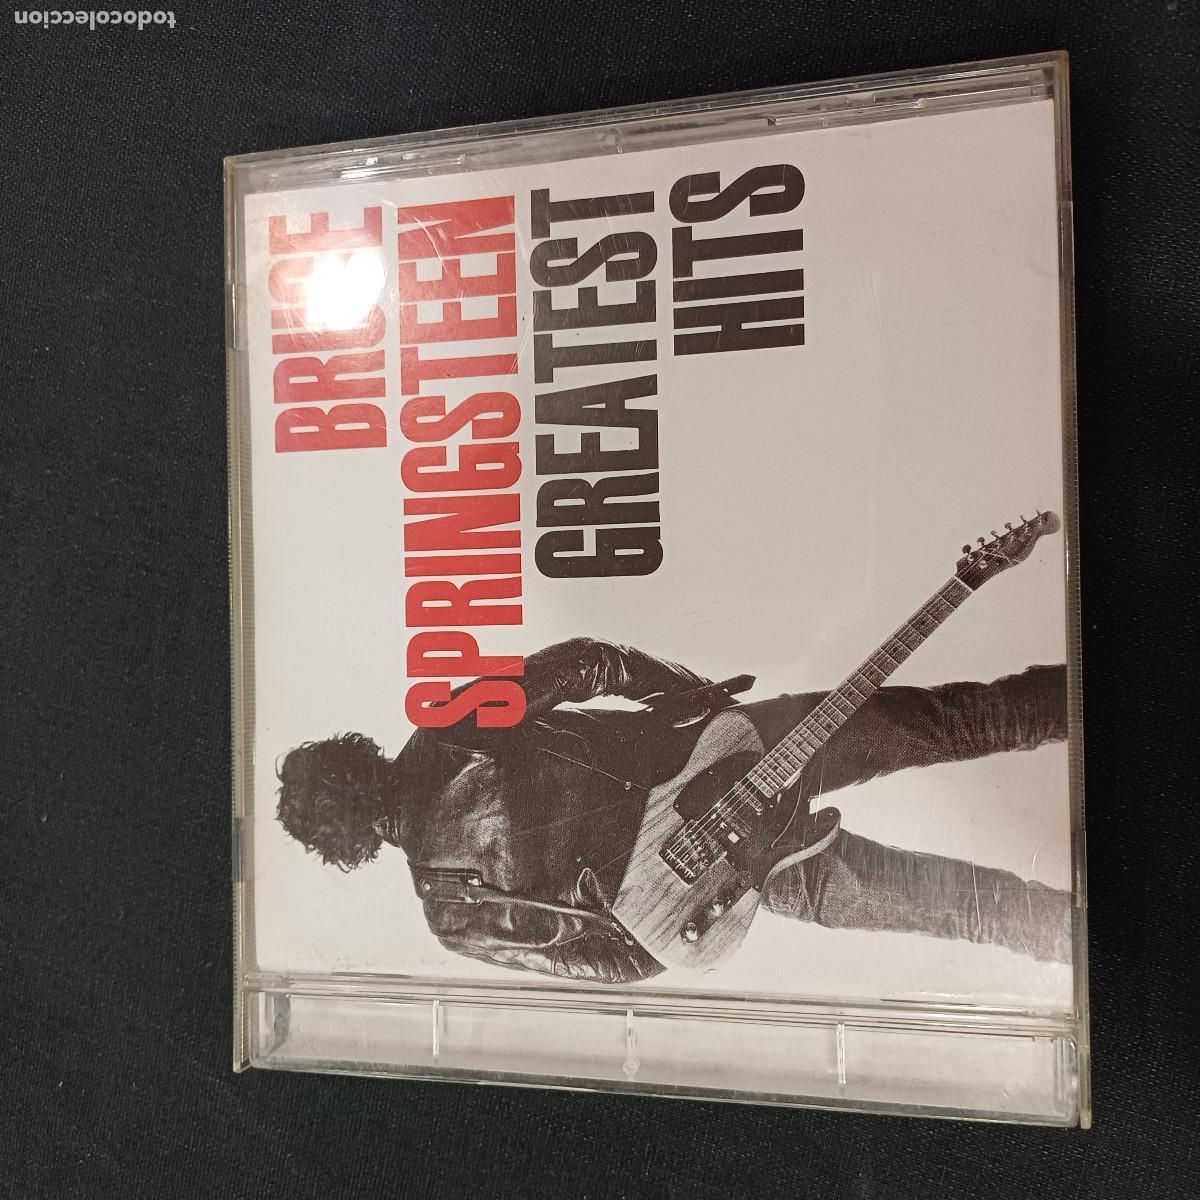 BRUCE
SPRINGSTEEN
GREATEST
HITS
todocoleccion